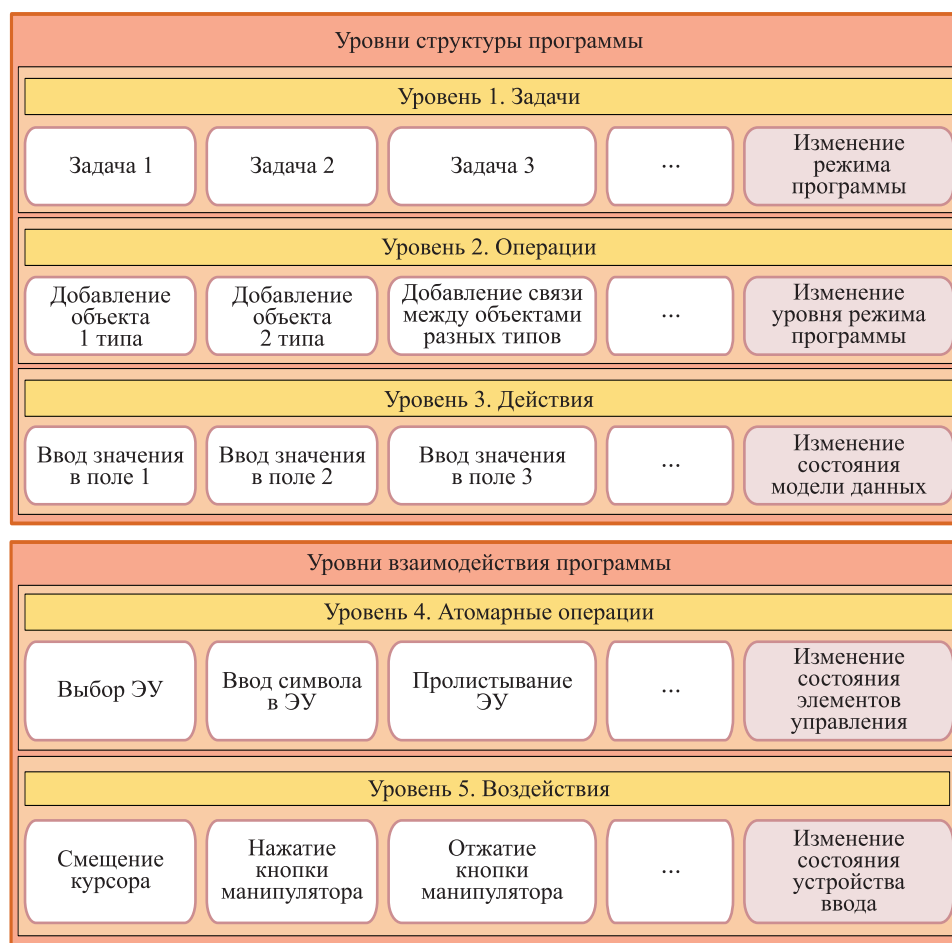 Уровни структуры программы
Уровень 1. Задачи
Задача 1
Задача 2
Задача 3
...
Изменение
режима
программы
Уровень 2. Операции
Добавление
объекта
1 типа
Добавление
объекта
2 типа
Добавление связи
между объектами
разных типов
...
Изменение
уровня режима
программы
Уровень 3. Действия
Ввод значения
в поле 1
Ввод значения
в поле 2
Ввод значения
в поле 3
...
Изменение
состояния
модели данных
Уровни взаимодействия программы
Уровень 4. Атомарные операции
Выбор ЭУ
Ввод символа
в ЭУ
Пролистывание
ЭУ
...
Изменение
состояния
элементов
управления
Уровень 5. Воздействия
Смещение
курсора
Нажатие
кнопки
манипулятора
Отжатие
кнопки
манипулятора
...
Изменение
состояния
устройства
ввода